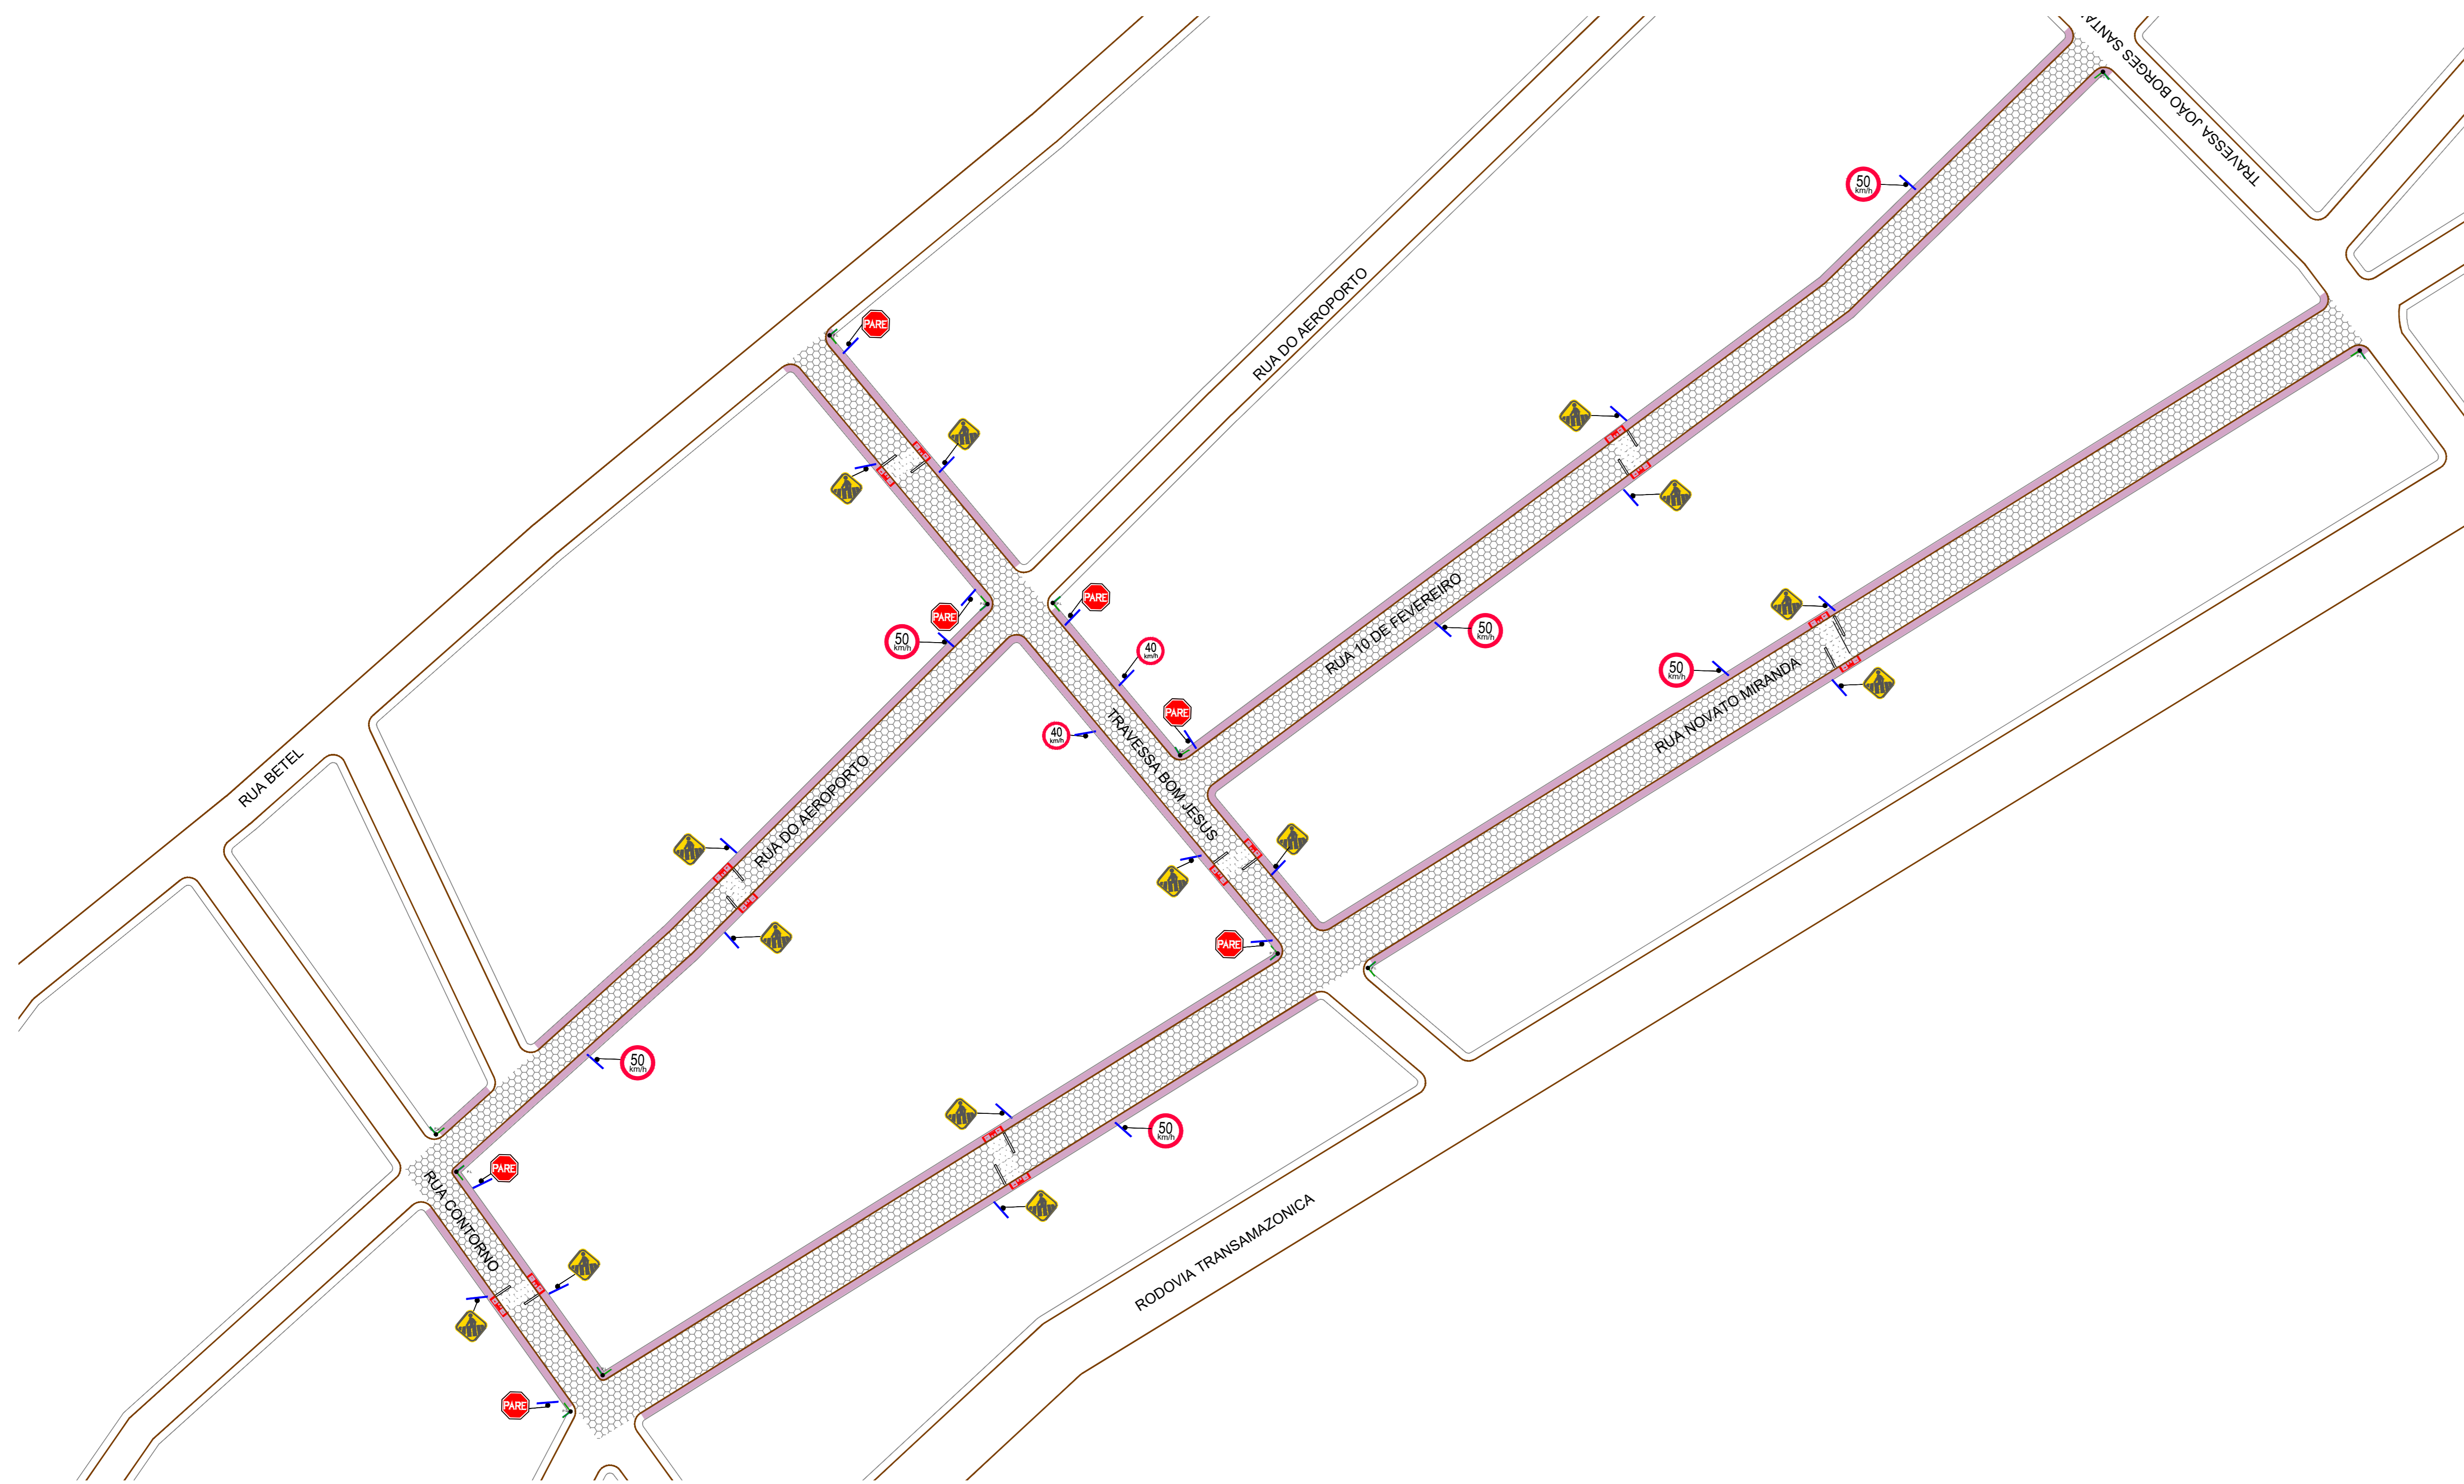 TRAVESSA JOÃO BORGES SANTA
50
km/h
PARE
RUA DO AEROPORTO
PARE
PARE
50
km/h
40
km/h
50
km/h
RUA 10 DE FEVEREIRO
50
km/h
RUA NOVATO MIRANDA
PARE
40
km/h
TRAVESSA BOM JESUS
RUA BETEL
RUA DO AEROPORTO
PARE
50
km/h
50
km/h
PARE
RUA CONTORNO
RODOVIA TRANSAMAZONICA
PARE